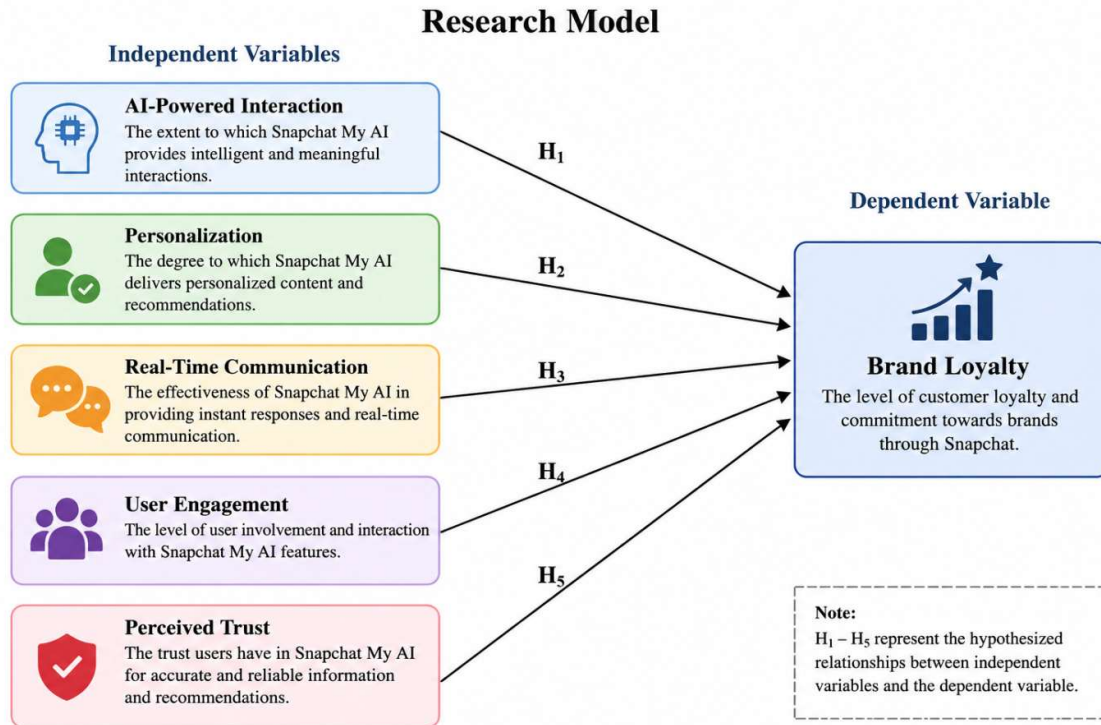 Research Model
Independent Variables
AI-Powered Interaction
The extent to which Snapchat My AI
provides intelligent and meaningful
interactions.
Personalization
The degree to which Snapchat My AI
delivers personalized content and
recommendations.
Real-Time Communication
The effectiveness of Snapchat My AI in
providing instant responses and real-time
communication.
User Engagement
The level of user involvement and interaction
with Snapchat My AI features.
Perceived Trust
The trust users have in Snapchat My AI
for accurate and reliable information
and recommendations.
H₁
H₂
H₃
H₄
H₅
Dependent Variable
Brand Loyalty
The level of customer loyalty and
commitment towards brands
through Snapchat.
Note:
H₁ – H₅ represent the hypothesized
relationships between independent
variables and the dependent variable.